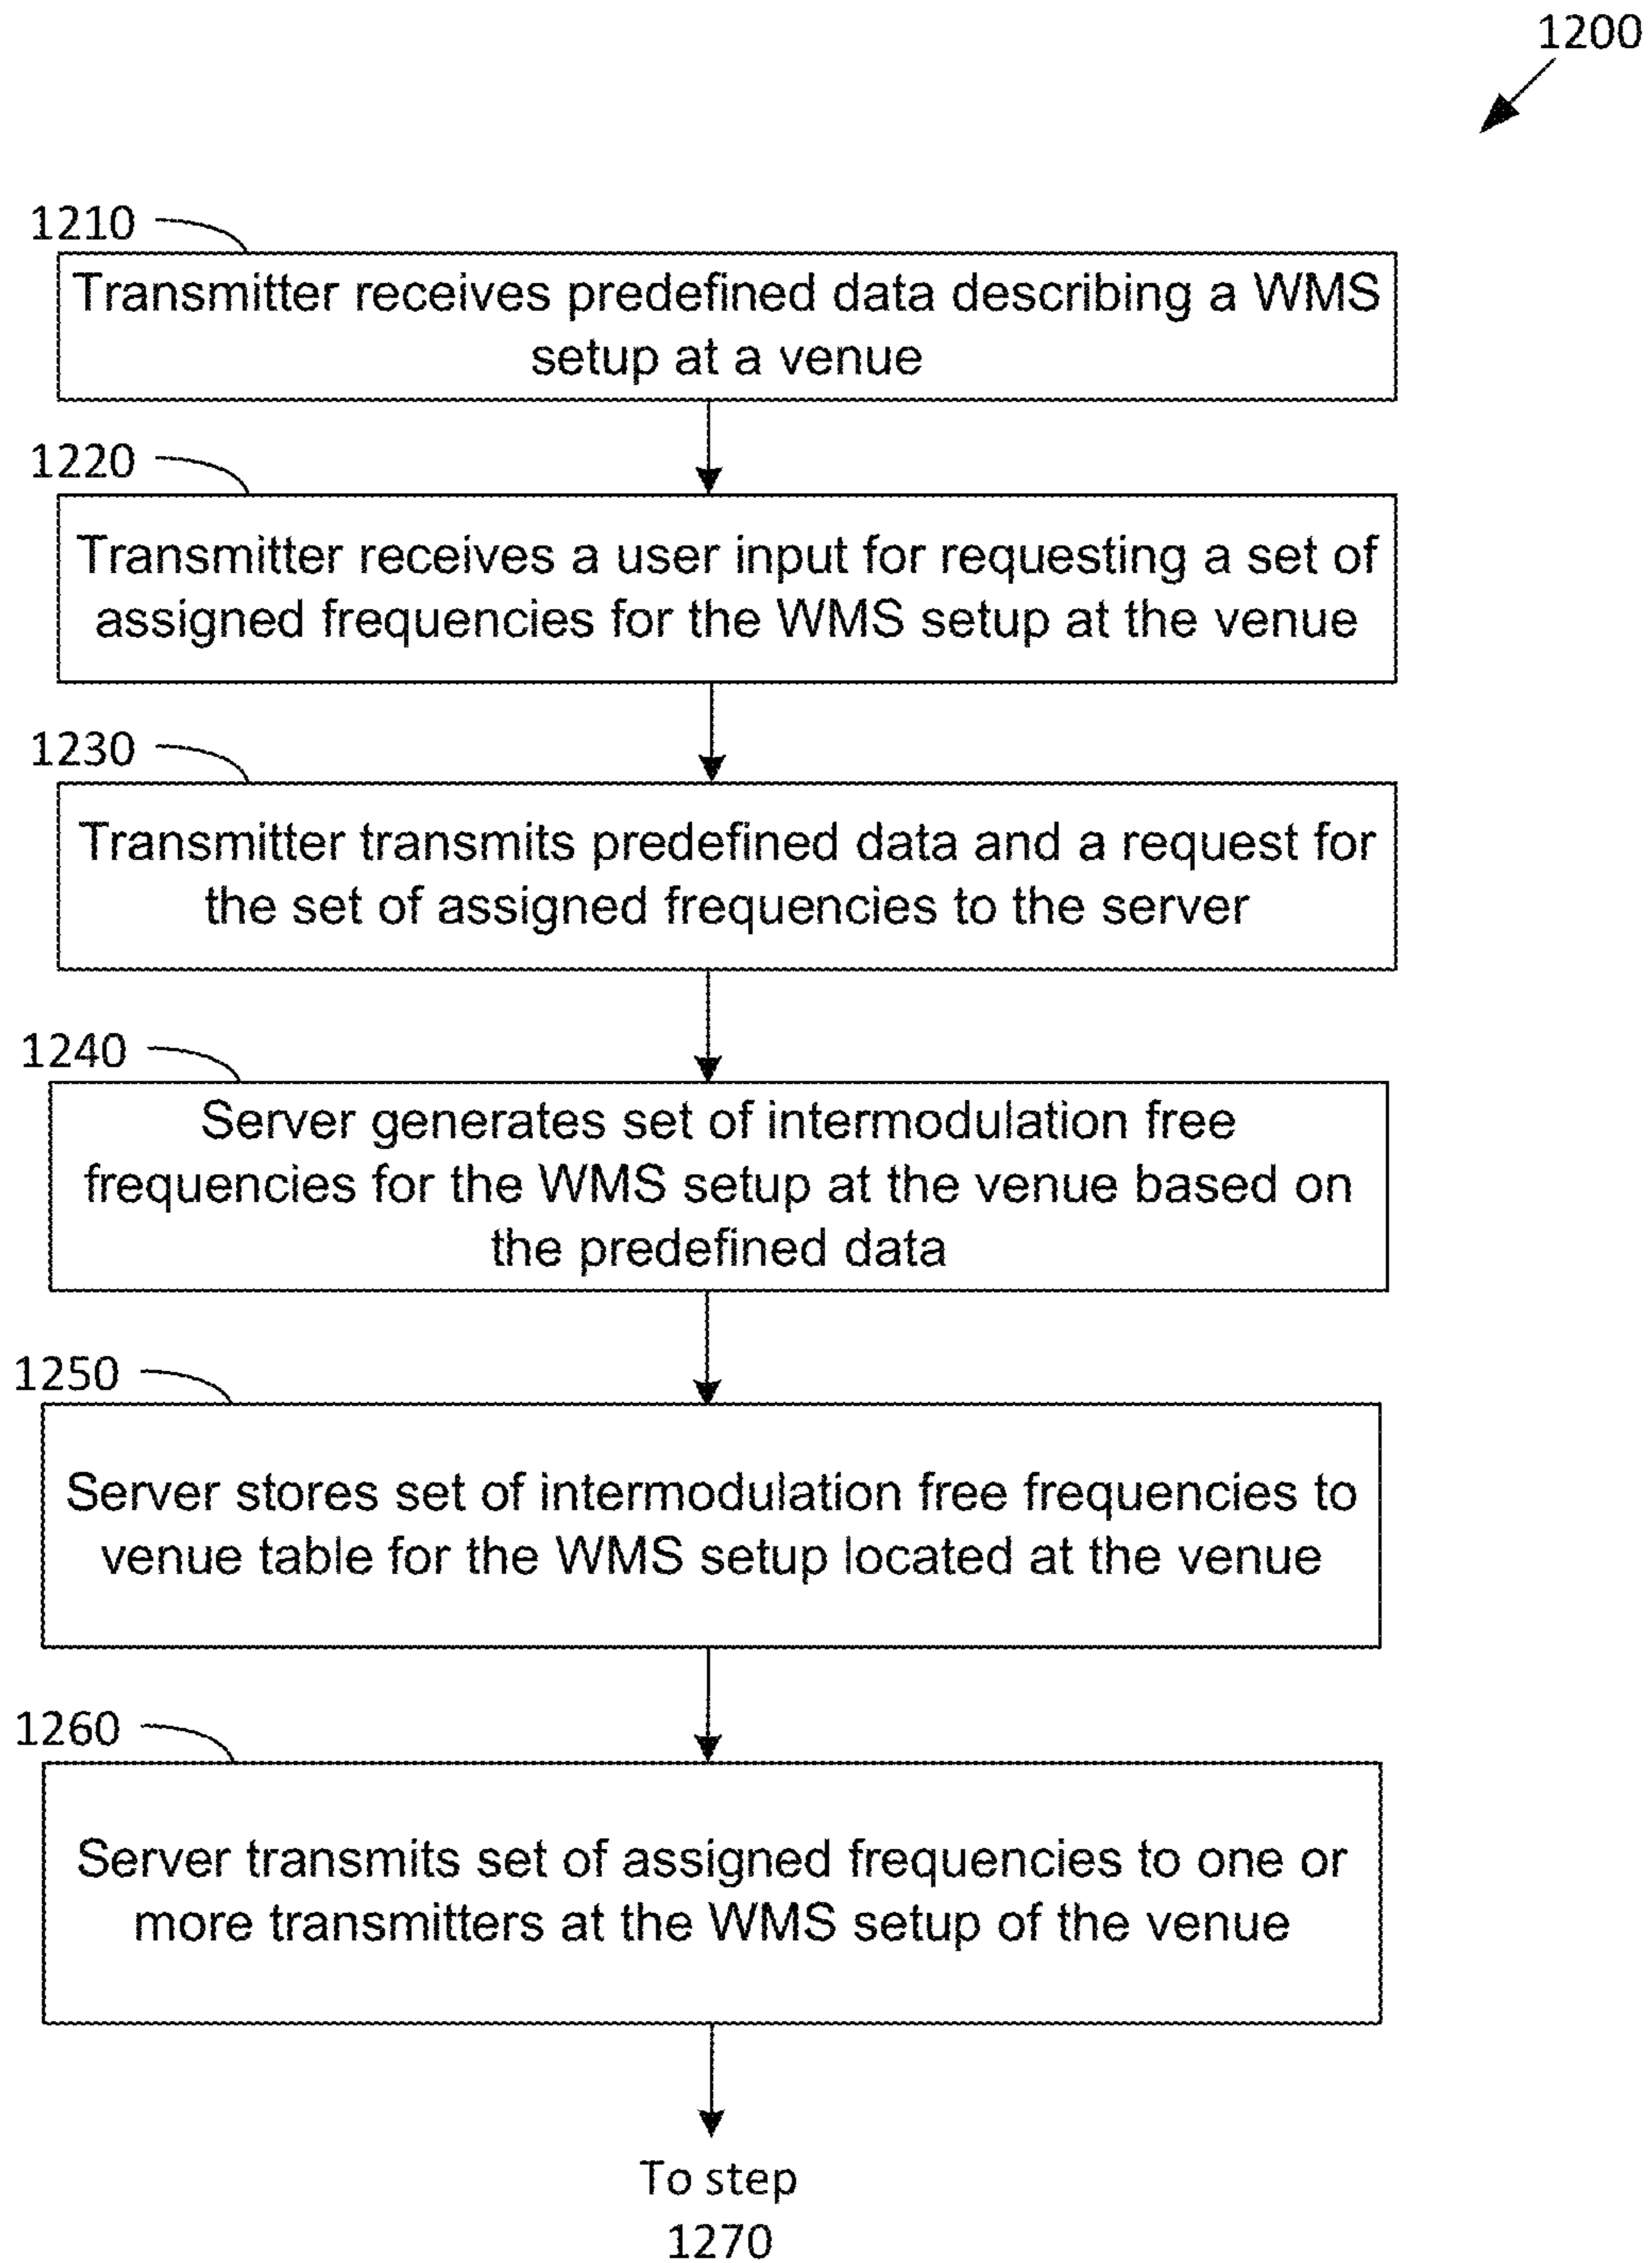 1200
1210
Transmitter receives predefined data describing a WMS
setup at a venue
1220
Transmitter receives a user input for requesting a set of
assigned frequencies for the WMS setup at the venue
1230
Transmitter transmits predefined data and a request for
the set of assigned frequencies to the server
1240
Server generates set of intermodulation free
frequencies for the WMS setup at the venue based on
the predefined data
1250
Server stores set of intermodulation free frequencies to
venue table for the WMS setup located at the venue
1260
Server transmits set of assigned frequencies to one or
more transmitters at the WMS setup of the venue
To step
1270